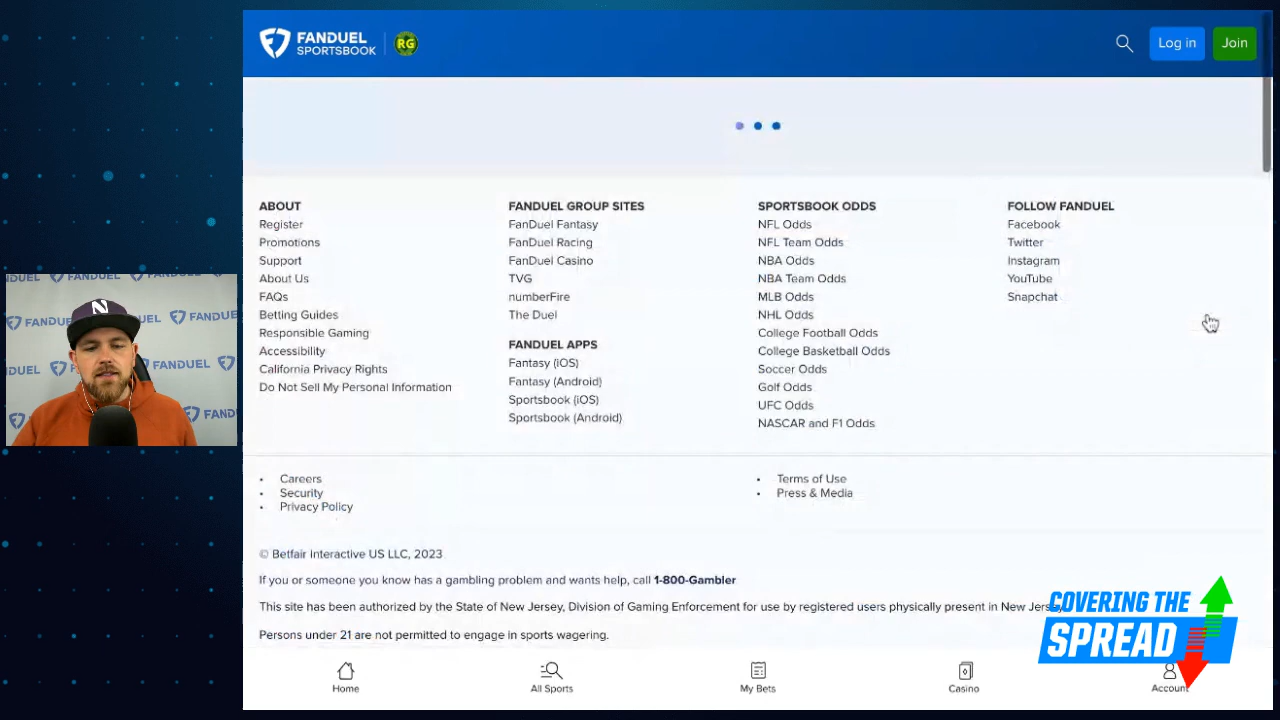 FANDUEL
SPORTSBOOK
RG
Log in
Join
ABOUT
Register
Promotions
Support
About Us
FAQs
Betting Guides
Responsible Gaming
Accessibility
California Privacy Rights
Do Not Sell My Personal Information
FANDUEL GROUP SITES
FanDuel Fantasy
FanDuel Racing
FanDuel Casino
TVG
numberFire
The Duel
FANDUEL APPS
Fantasy (iOS)
Fantasy (Android)
Sportsbook (iOS)
Sportsbook (Android)
SPORTSBOOK ODDS
NFL Odds
NFL Team Odds
NBA Odds
NBA Team Odds
MLB Odds
NHL Odds
College Football Odds
College Basketball Odds
Soccer Odds
Golf Odds
UFC Odds
NASCAR and F1 Odds
FOLLOW FANDUEL
Facebook
Twitter
Instagram
YouTube
Snapchat
N
FANDUEL
• Careers
• Security
• Privacy Policy
• Terms of Use
• Press & Media
© Betfair Interactive US LLC, 2023
If you or someone you know has a gambling problem and wants help, call 1-800-Gambler
This site has been authorized by the State of New Jersey, Division of Gaming Enforcement for use by registered users physically present in New Jersey
Persons under 21 are not permitted to engage in sports wagering.
COVERING THE
SPREAD
Home
All Sports
My Bets
Casino
Account